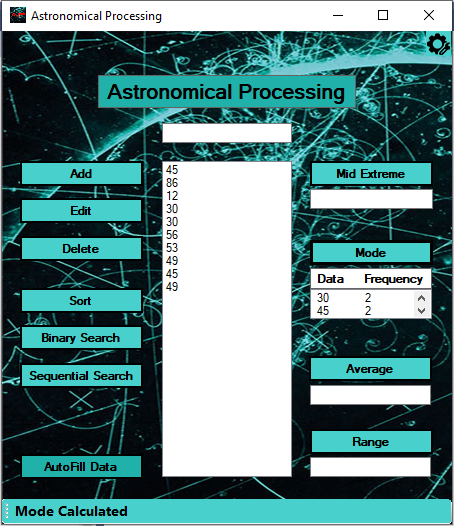 Astronomical Processing
Astronomical Processing
Add
Edit
Delete
Sort
Binary Search
Sequential Search
AutoFill Data
45
86
12
30
30
56
53
49
45
49
Mid Extreme
Mode
Data Frequency
30 2
45 2
Average
Range
Mode Calculated